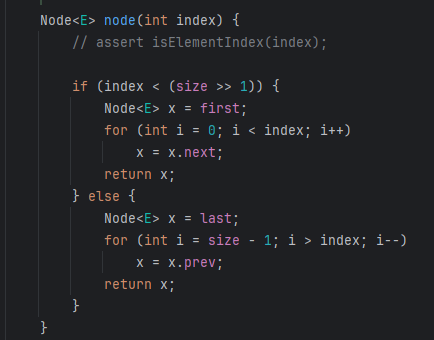 Node<E> node(int index) {
    // assert isElementIndex(index);
    if (index < (size >> 1)) {
        Node<E> x = first;
        for (int i = 0; i < index; i++)
            x = x.next;
        return x;
    } else {
        Node<E> x = last;
        for (int i = size - 1; i > index; i--)
            x = x.prev;
        return x;
    }
}